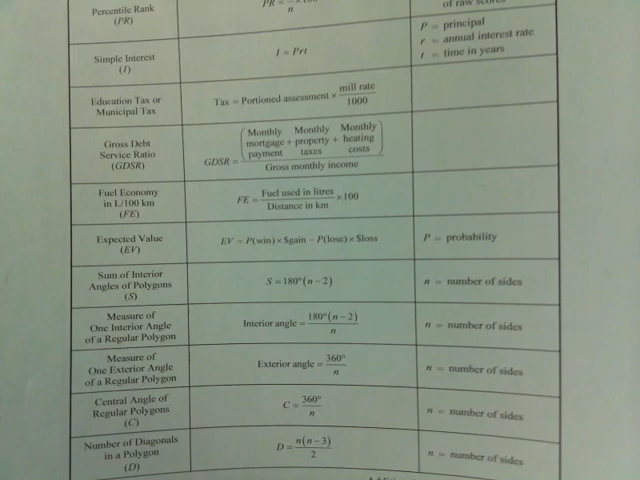 Percentile Rank
(PR)
PR =
n
of raw scores
Simple Interest
(I)
I = Prt
P = principal
r = annual interest rate
t = time in years
Education Tax or
Municipal Tax
Tax = Portioned assessment × mill rate / 1000
Gross Debt
Service Ratio
(GDSR)
Monthly Monthly Monthly
mortgage + property + heating
payment taxes costs
GDSR =
Gross monthly income
Fuel Economy
in L/100 km
(FE)
FE = Fuel used in litres / Distance in km × 100
Expected Value
(EV)
EV = P(win) × $gain − P(lose) × $loss
P = probability
Sum of Interior
Angles of Polygons
(S)
S = 180°(n − 2)
n = number of sides
Measure of
One Interior Angle
of a Regular Polygon
Interior angle = 180°(n − 2) / n
n = number of sides
Measure of
One Exterior Angle
of a Regular Polygon
Exterior angle = 360° / n
n = number of sides
Central Angle of
Regular Polygons
(C)
C = 360° / n
n = number of sides
Number of Diagonals
in a Polygon
(D)
D = n(n − 3) / 2
n = number of sides